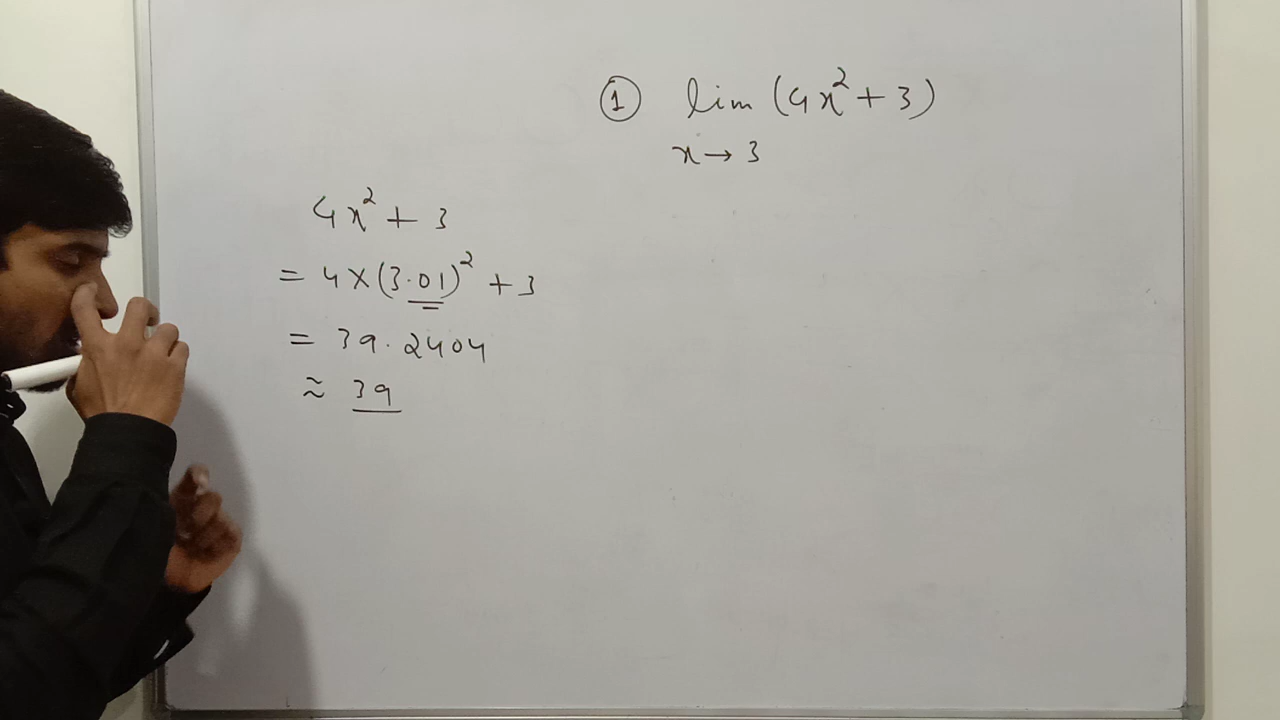 ① lim (4x² + 3)
x → 3
4x² + 3
= 4 × (3.01)² + 3
= 39.2404
≈ 39